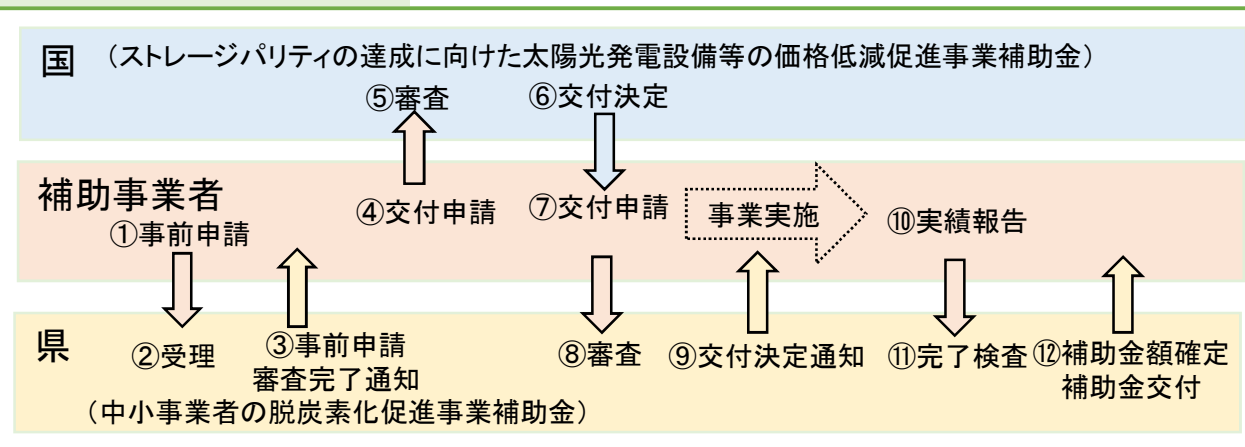 国 （ストレージパリティの達成に向けた太陽光発電設備等の価格低減促進事業補助金）
⑤審査 ⑥交付決定
補助事業者
①事前申請 ④交付申請 ⑦交付申請 事業実施 ⑩実績報告
県 ②受理 ③事前申請 ⑧審査 ⑨交付決定通知 ⑪完了検査 ⑫補助金額確定
審査完了通知 補助金交付
（中小事業者の脱炭素化促進事業補助金）